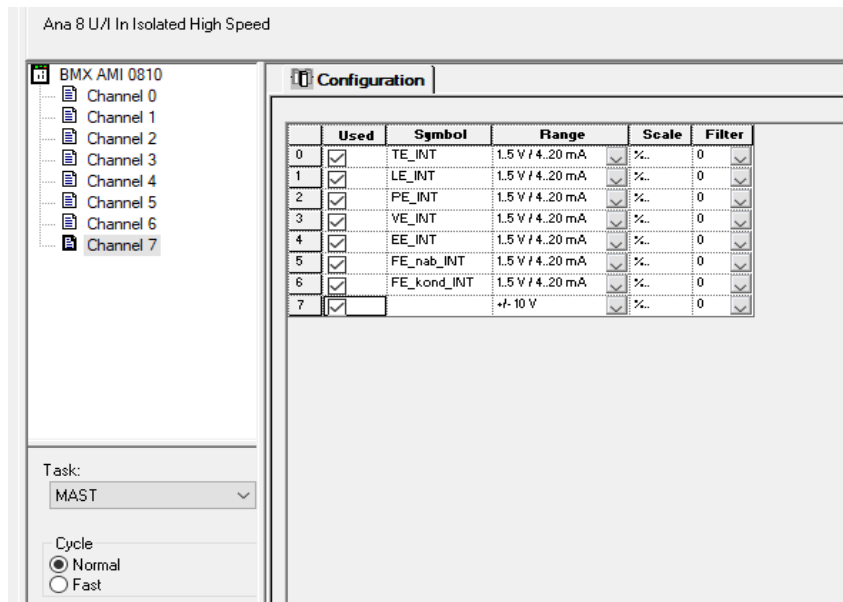 Ana 8 U/I In Isolated High Speed
BMX AMI 0810
Channel 0
Channel 1
Channel 2
Channel 3
Channel 4
Channel 5
Channel 6
Channel 7
Task:
MAST
Cycle
Normal
Fast
Configuration
Used Symbol Range Scale Filter
0 TE_INT 1..5 V / 4..20 mA %.. 0
1 LE_INT 1..5 V / 4..20 mA %.. 0
2 PE_INT 1..5 V / 4..20 mA %.. 0
3 VE_INT 1..5 V / 4..20 mA %.. 0
4 EE_INT 1..5 V / 4..20 mA %.. 0
5 FE_nab_INT 1..5 V / 4..20 mA %.. 0
6 FE_kond_INT 1..5 V / 4..20 mA %.. 0
7 +/- 10 V %.. 0